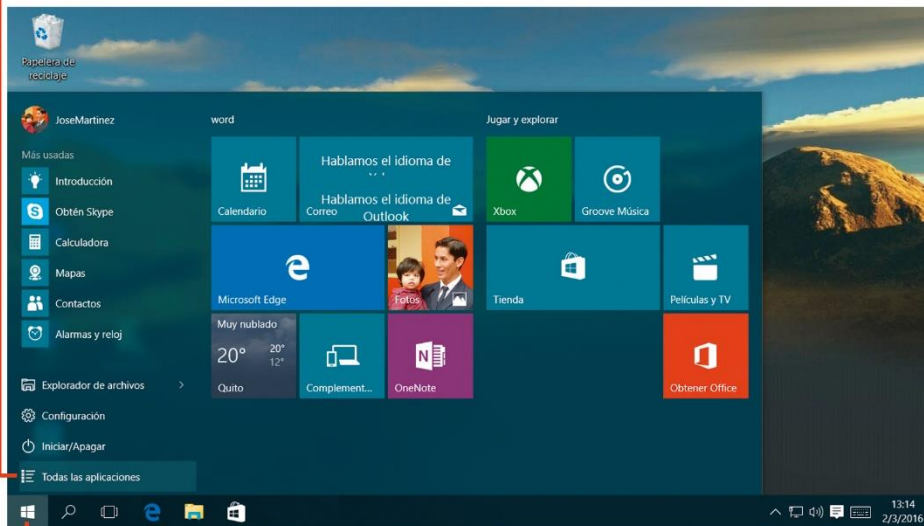 Papelera de
reciclaje
JoseMartinez
Más usadas
Introducción
Obtén Skype
Calculadora
Mapas
Contactos
Alarmas y reloj
Explorador de archivos
Configuración
Iniciar/Apagar
Todas las aplicaciones
word
Calendario
Hablamos el idioma de
Hablamos el idioma de
Outlook
Correo
Microsoft Edge
Fotos
Muy nublado
20°
20°
12°
Quito
Complement...
OneNote
Jugar y explorar
Xbox
Groove Música
Tienda
Películas y TV
Obtener Office
13:14
2/3/2016